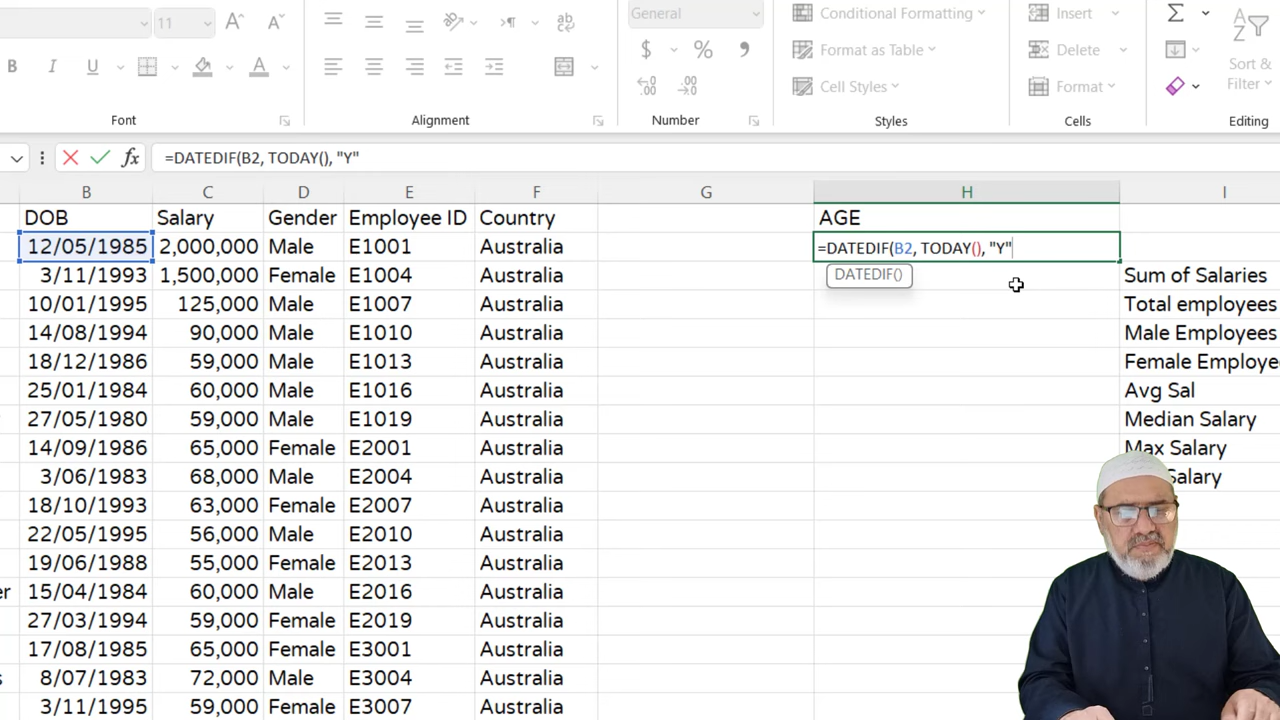 11
General
Conditional Formatting
Format as Table
Cell Styles
Insert
Delete
Format
Sort &
Filter
Font
Alignment
Number
Styles
Cells
Editing
=DATEDIF(B2, TODAY(), "Y"
B C D E F G H I
DOB Salary Gender Employee ID Country AGE
12/05/1985 2,000,000 Male E1001 Australia =DATEDIF(B2, TODAY(), "Y"
DATEDIF()
3/11/1993 1,500,000 Female E1004 Australia Sum of Salaries
10/01/1995 125,000 Male E1007 Australia Total employees
14/08/1994 90,000 Male E1010 Australia Male Employees
18/12/1986 59,000 Male E1013 Australia Female Employe
25/01/1984 60,000 Male E1016 Australia Avg Sal
27/05/1980 59,000 Male E1019 Australia Median Salary
14/09/1986 65,000 Female E2001 Australia Max Salary
3/06/1983 68,000 Male E2004 Australia Salary
18/10/1993 63,000 Female E2007 Australia
22/05/1995 56,000 Male E2010 Australia
19/06/1988 55,000 Female E2013 Australia
er 15/04/1984 60,000 Male E2016 Australia
27/03/1994 59,000 Female E2019 Australia
17/08/1985 65,000 Female E3001 Australia
s 8/07/1983 72,000 Male E3004 Australia
3/11/1995 59,000 Female E3007 Australia